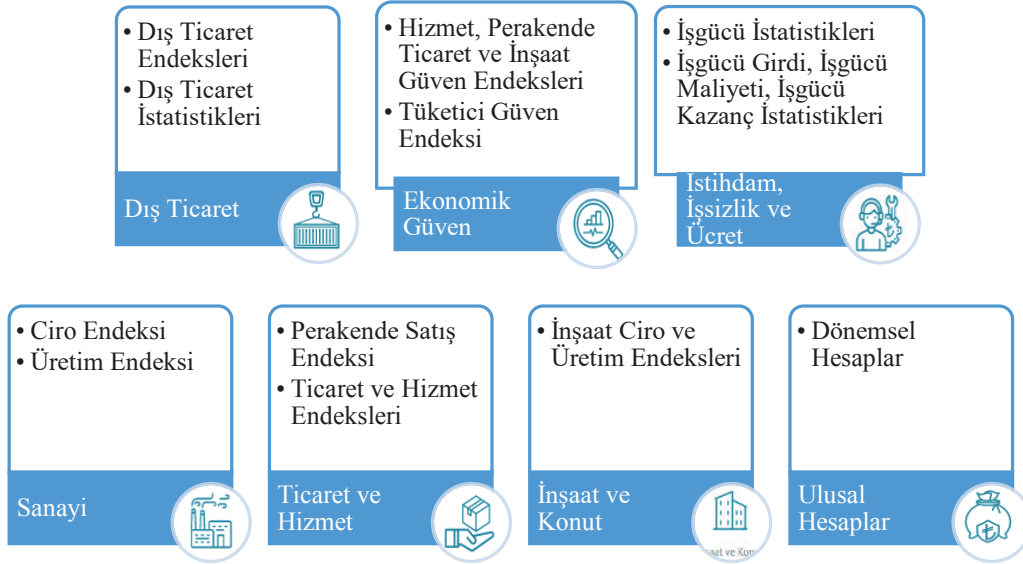 • Dış Ticaret
Endeksleri
• Dış Ticaret
İstatistikleri
Dış Ticaret
• Hizmet, Perakende
Ticaret ve İnşaat
Güven Endeksleri
• Tüketici Güven
Endeksi
Ekonomik
Güven
• İşgücü İstatistikleri
• İşgücü Girdi, İşgücü
Maliyeti, İşgücü
Kazanç İstatistikleri
İstihdam,
İşsizlik ve
Ücret
• Ciro Endeksi
• Üretim Endeksi
Sanayi
• Perakende Satış
Endeksi
• Ticaret ve Hizmet
Endeksleri
Ticaret ve
Hizmet
• İnşaat Ciro ve
Üretim Endeksleri
İnşaat ve
Konut
aat ve Kon
• Dönemsel
Hesaplar
Ulusal
Hesaplar